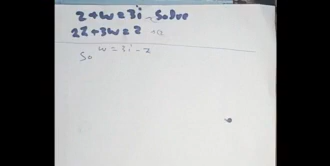 z + w = 3i - Solve
2z + 3w = 2
So w = 3i - z